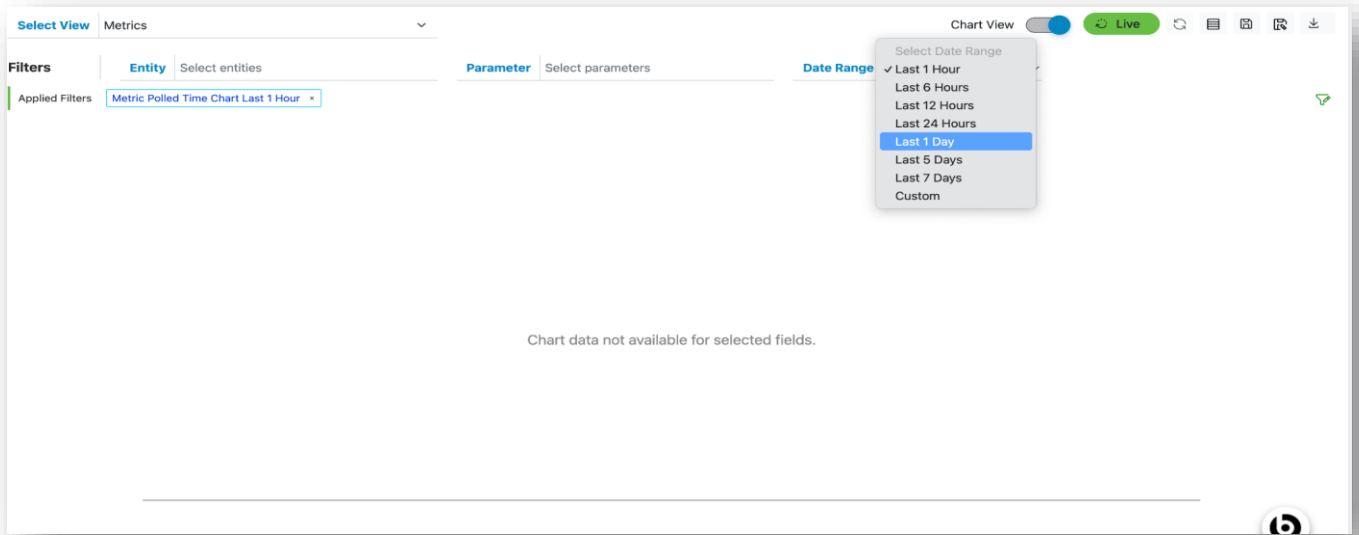 Select View Metrics Chart View Live
Select Date Range
Filters Entity Select entities Parameter Select parameters Date Range ✓ Last 1 Hour
Last 6 Hours
Applied Filters Metric Polled Time Chart Last 1 Hour × Last 12 Hours
Last 24 Hours
Last 1 Day
Last 5 Days
Last 7 Days
Custom
Chart data not available for selected fields.